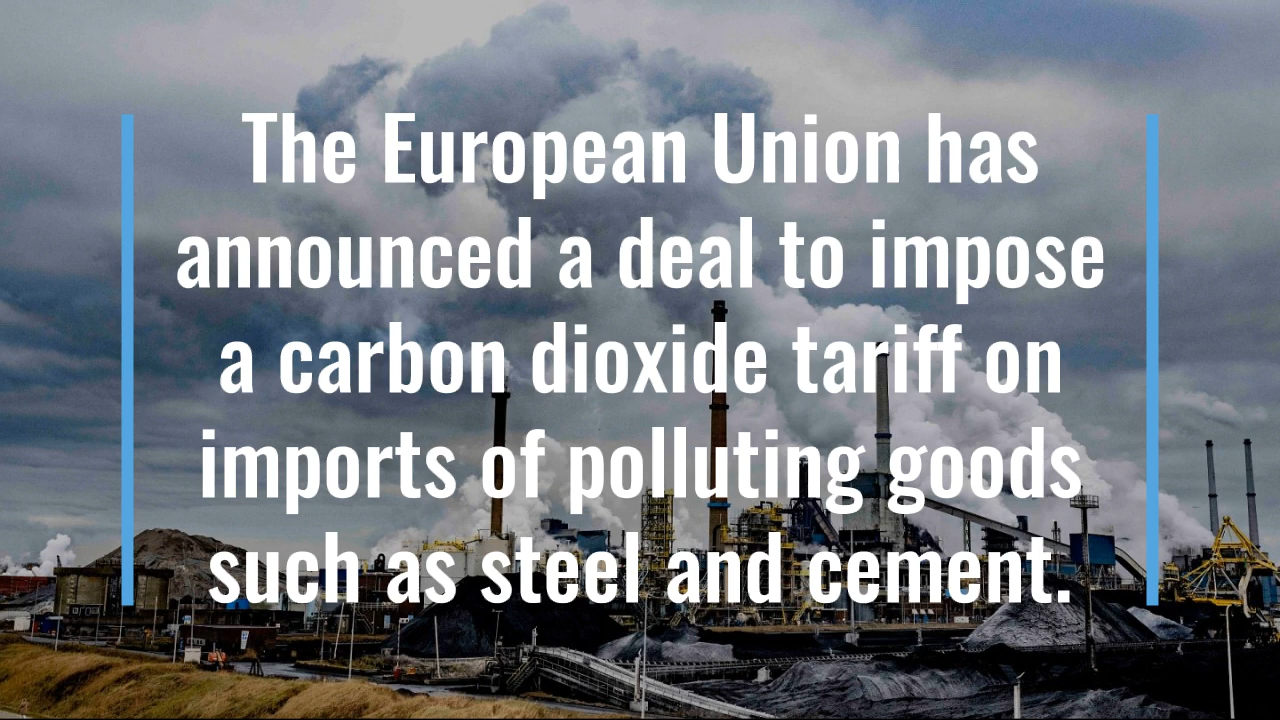 The European Union has
announced a deal to impose
a carbon dioxide tariff on
imports of polluting goods
such as steel and cement.